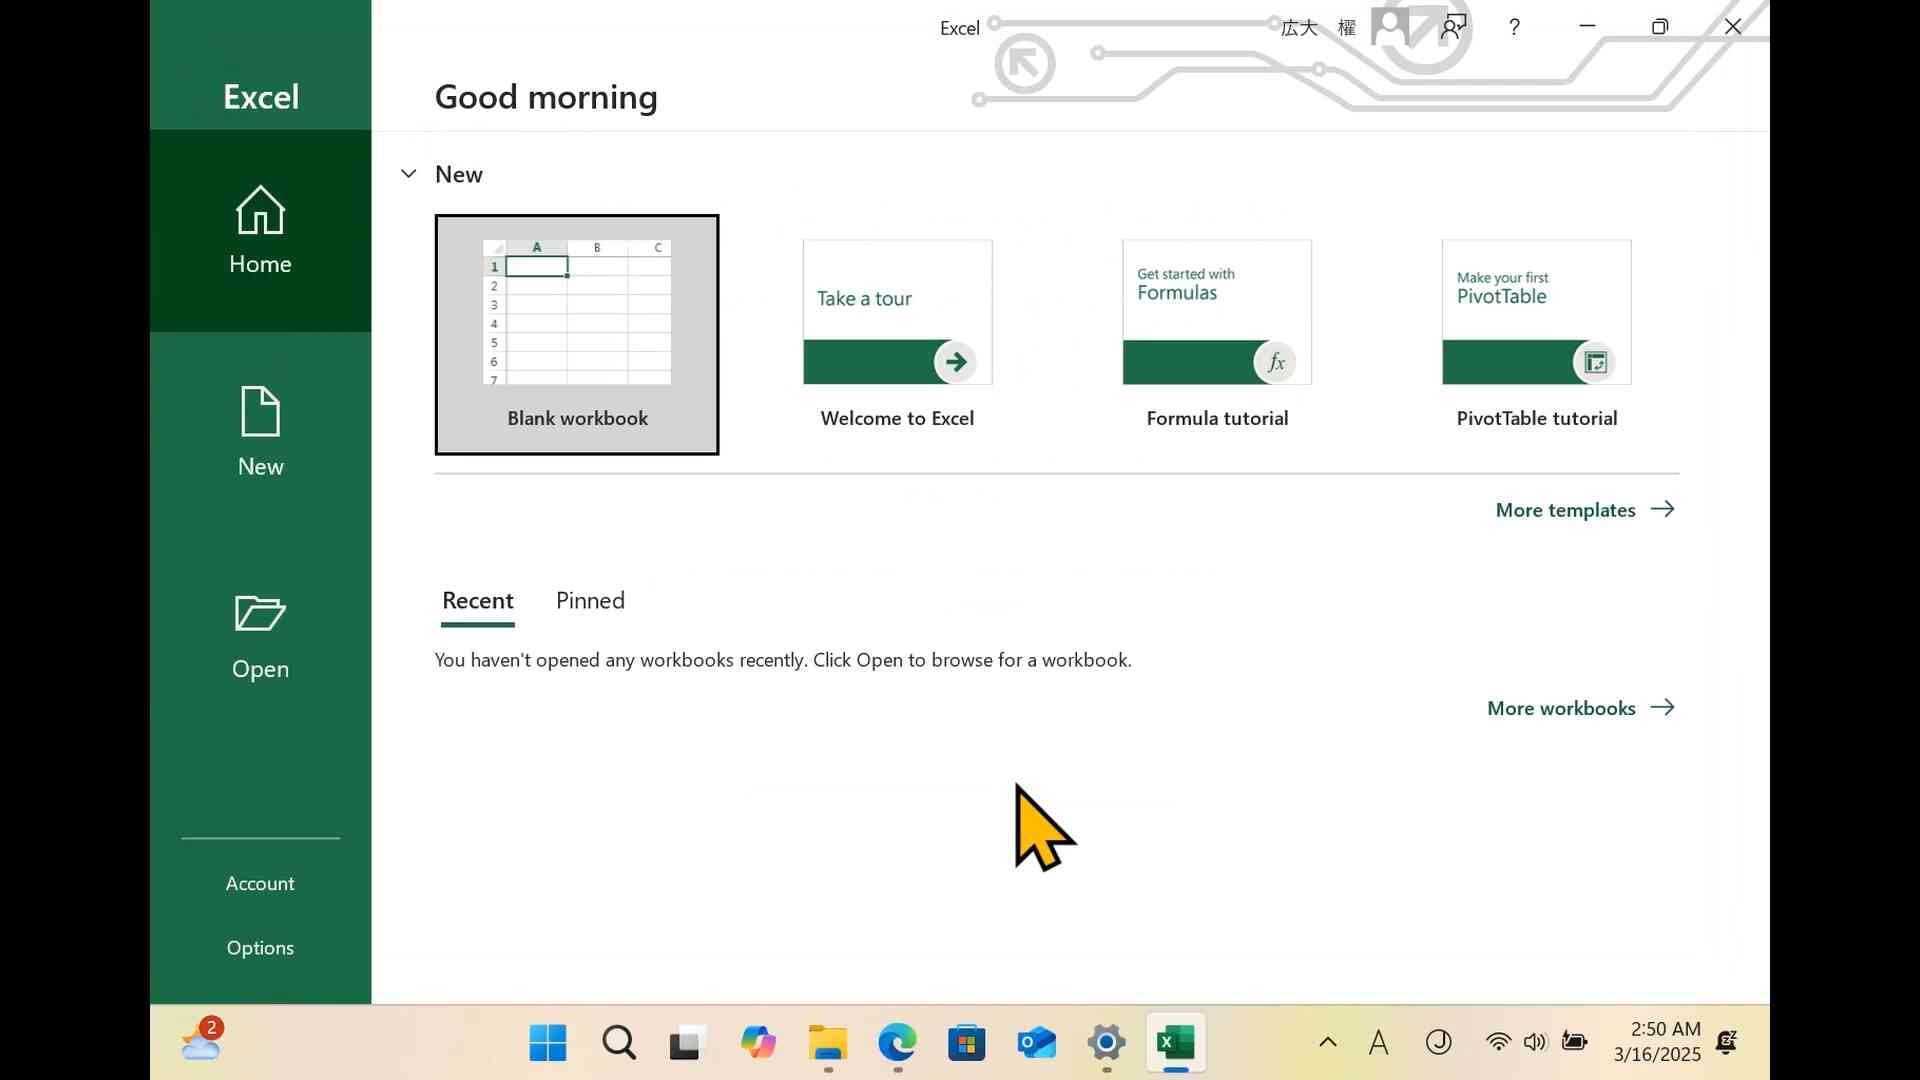 Excel
広大 櫂
?
Excel
Good morning
Home
New
Open
Account
Options
New
A B C
1
2
3
4
5
6
7
Blank workbook
Take a tour
Welcome to Excel
Get started with
Formulas
fx
Formula tutorial
Make your first
PivotTable
PivotTable tutorial
More templates
Recent Pinned
You haven't opened any workbooks recently. Click Open to browse for a workbook.
More workbooks
2
A
J
2:50 AM
3/16/2025